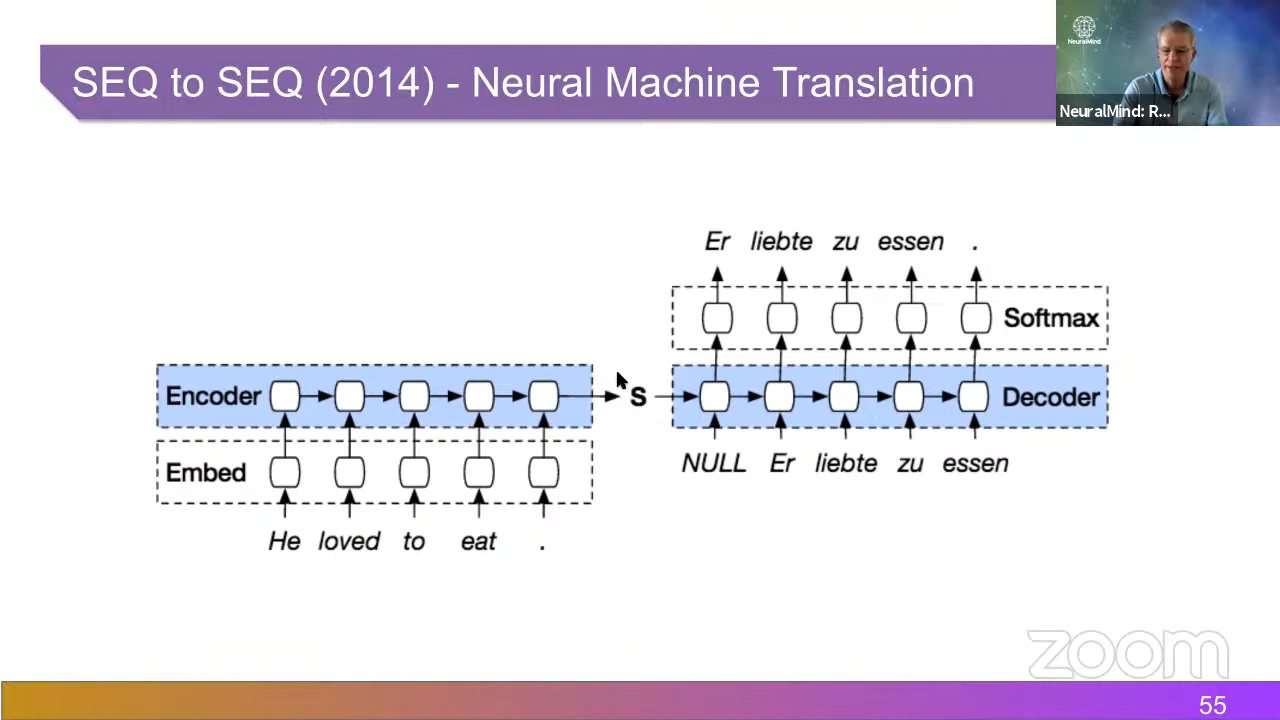 SEQ to SEQ (2014) - Neural Machine Translation
NeuralMind
NeuralMind: R...
Er liebte zu essen .
Softmax
Encoder
S
Decoder
Embed
NULL Er liebte zu essen
He loved to eat .
zoom
55